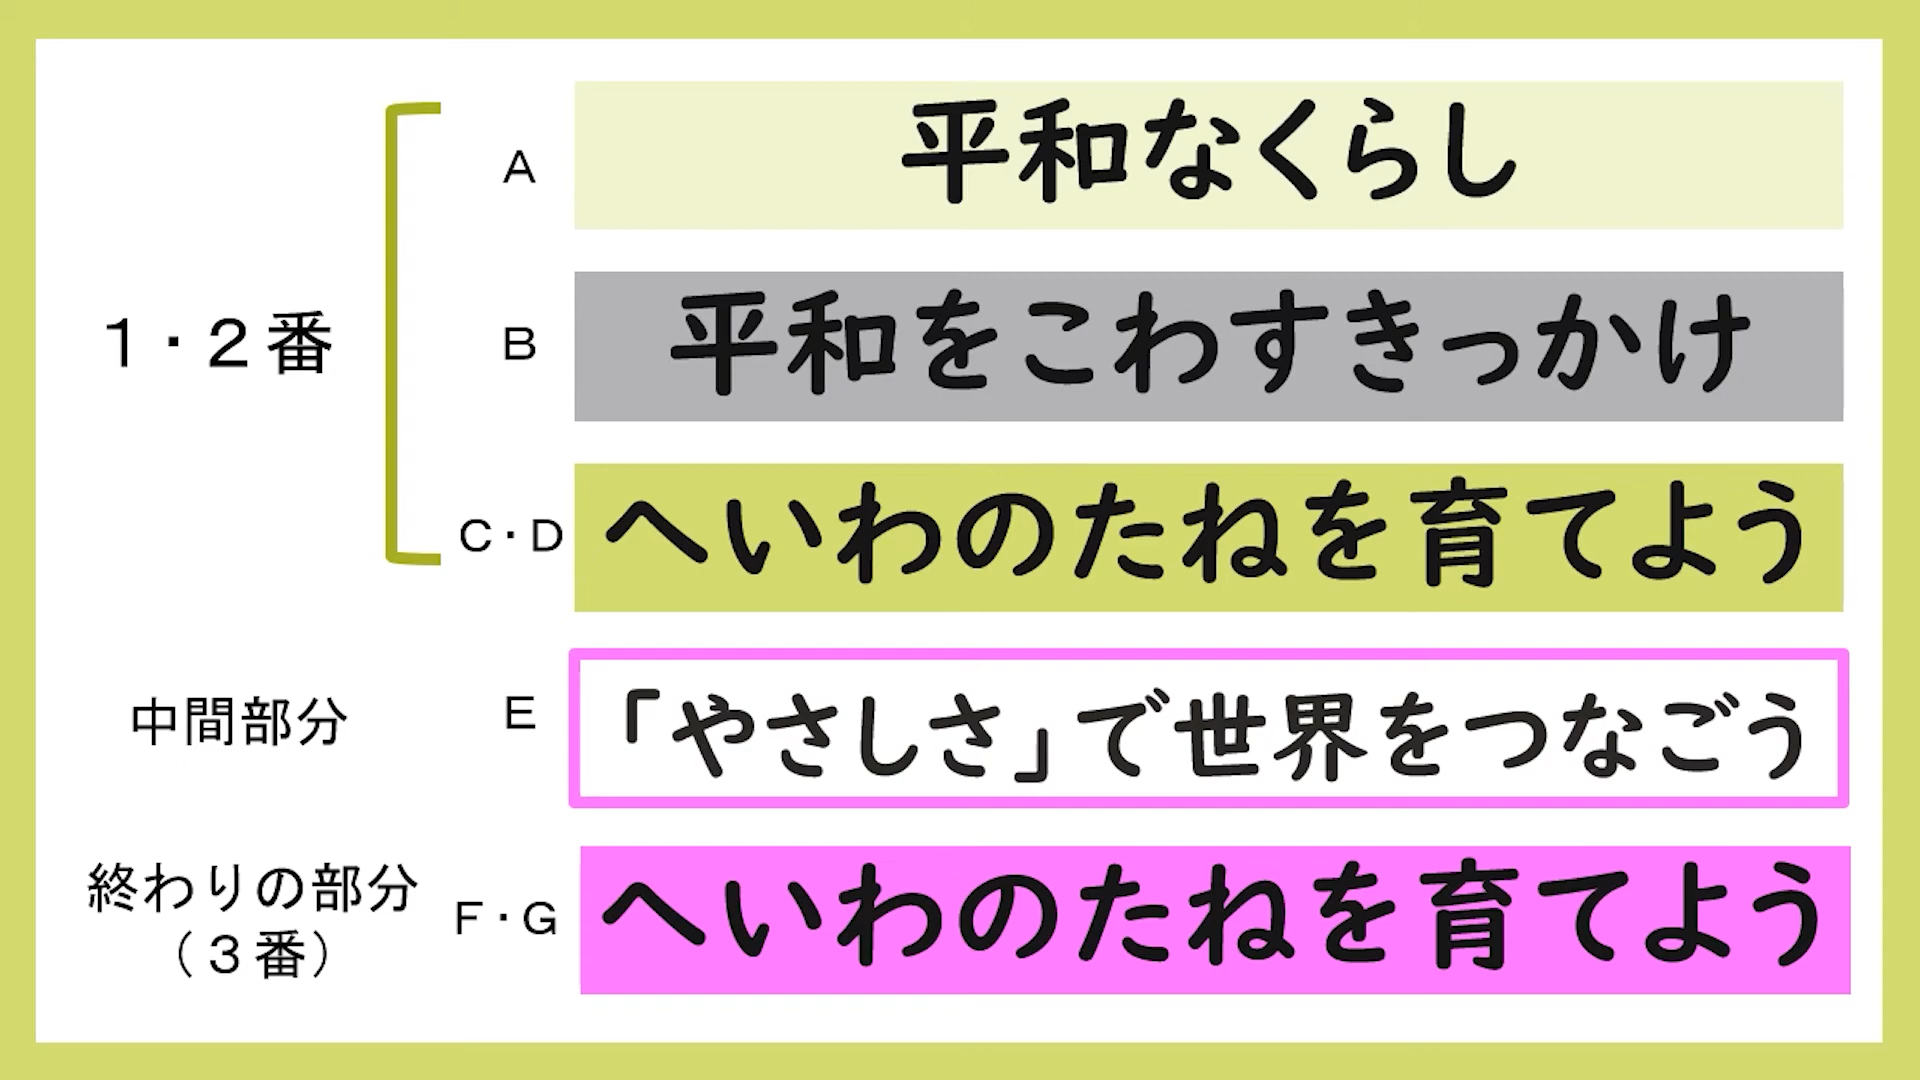 A 平和なくらし
1・2番 B 平和をこわすきっかけ
C・D へいわのたねを育てよう
中間部分 E 「やさしさ」で世界をつなごう
終わりの部分 F・G へいわのたねを育てよう
（3番）